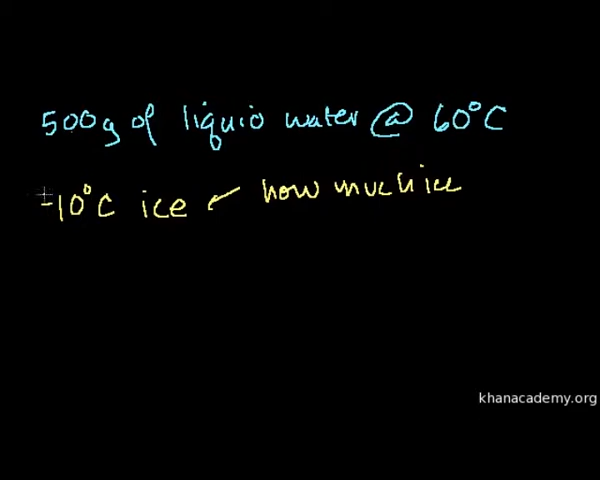 500g of liquid water @ 60°C
-10°C ice - how much ice
khanacademy.org